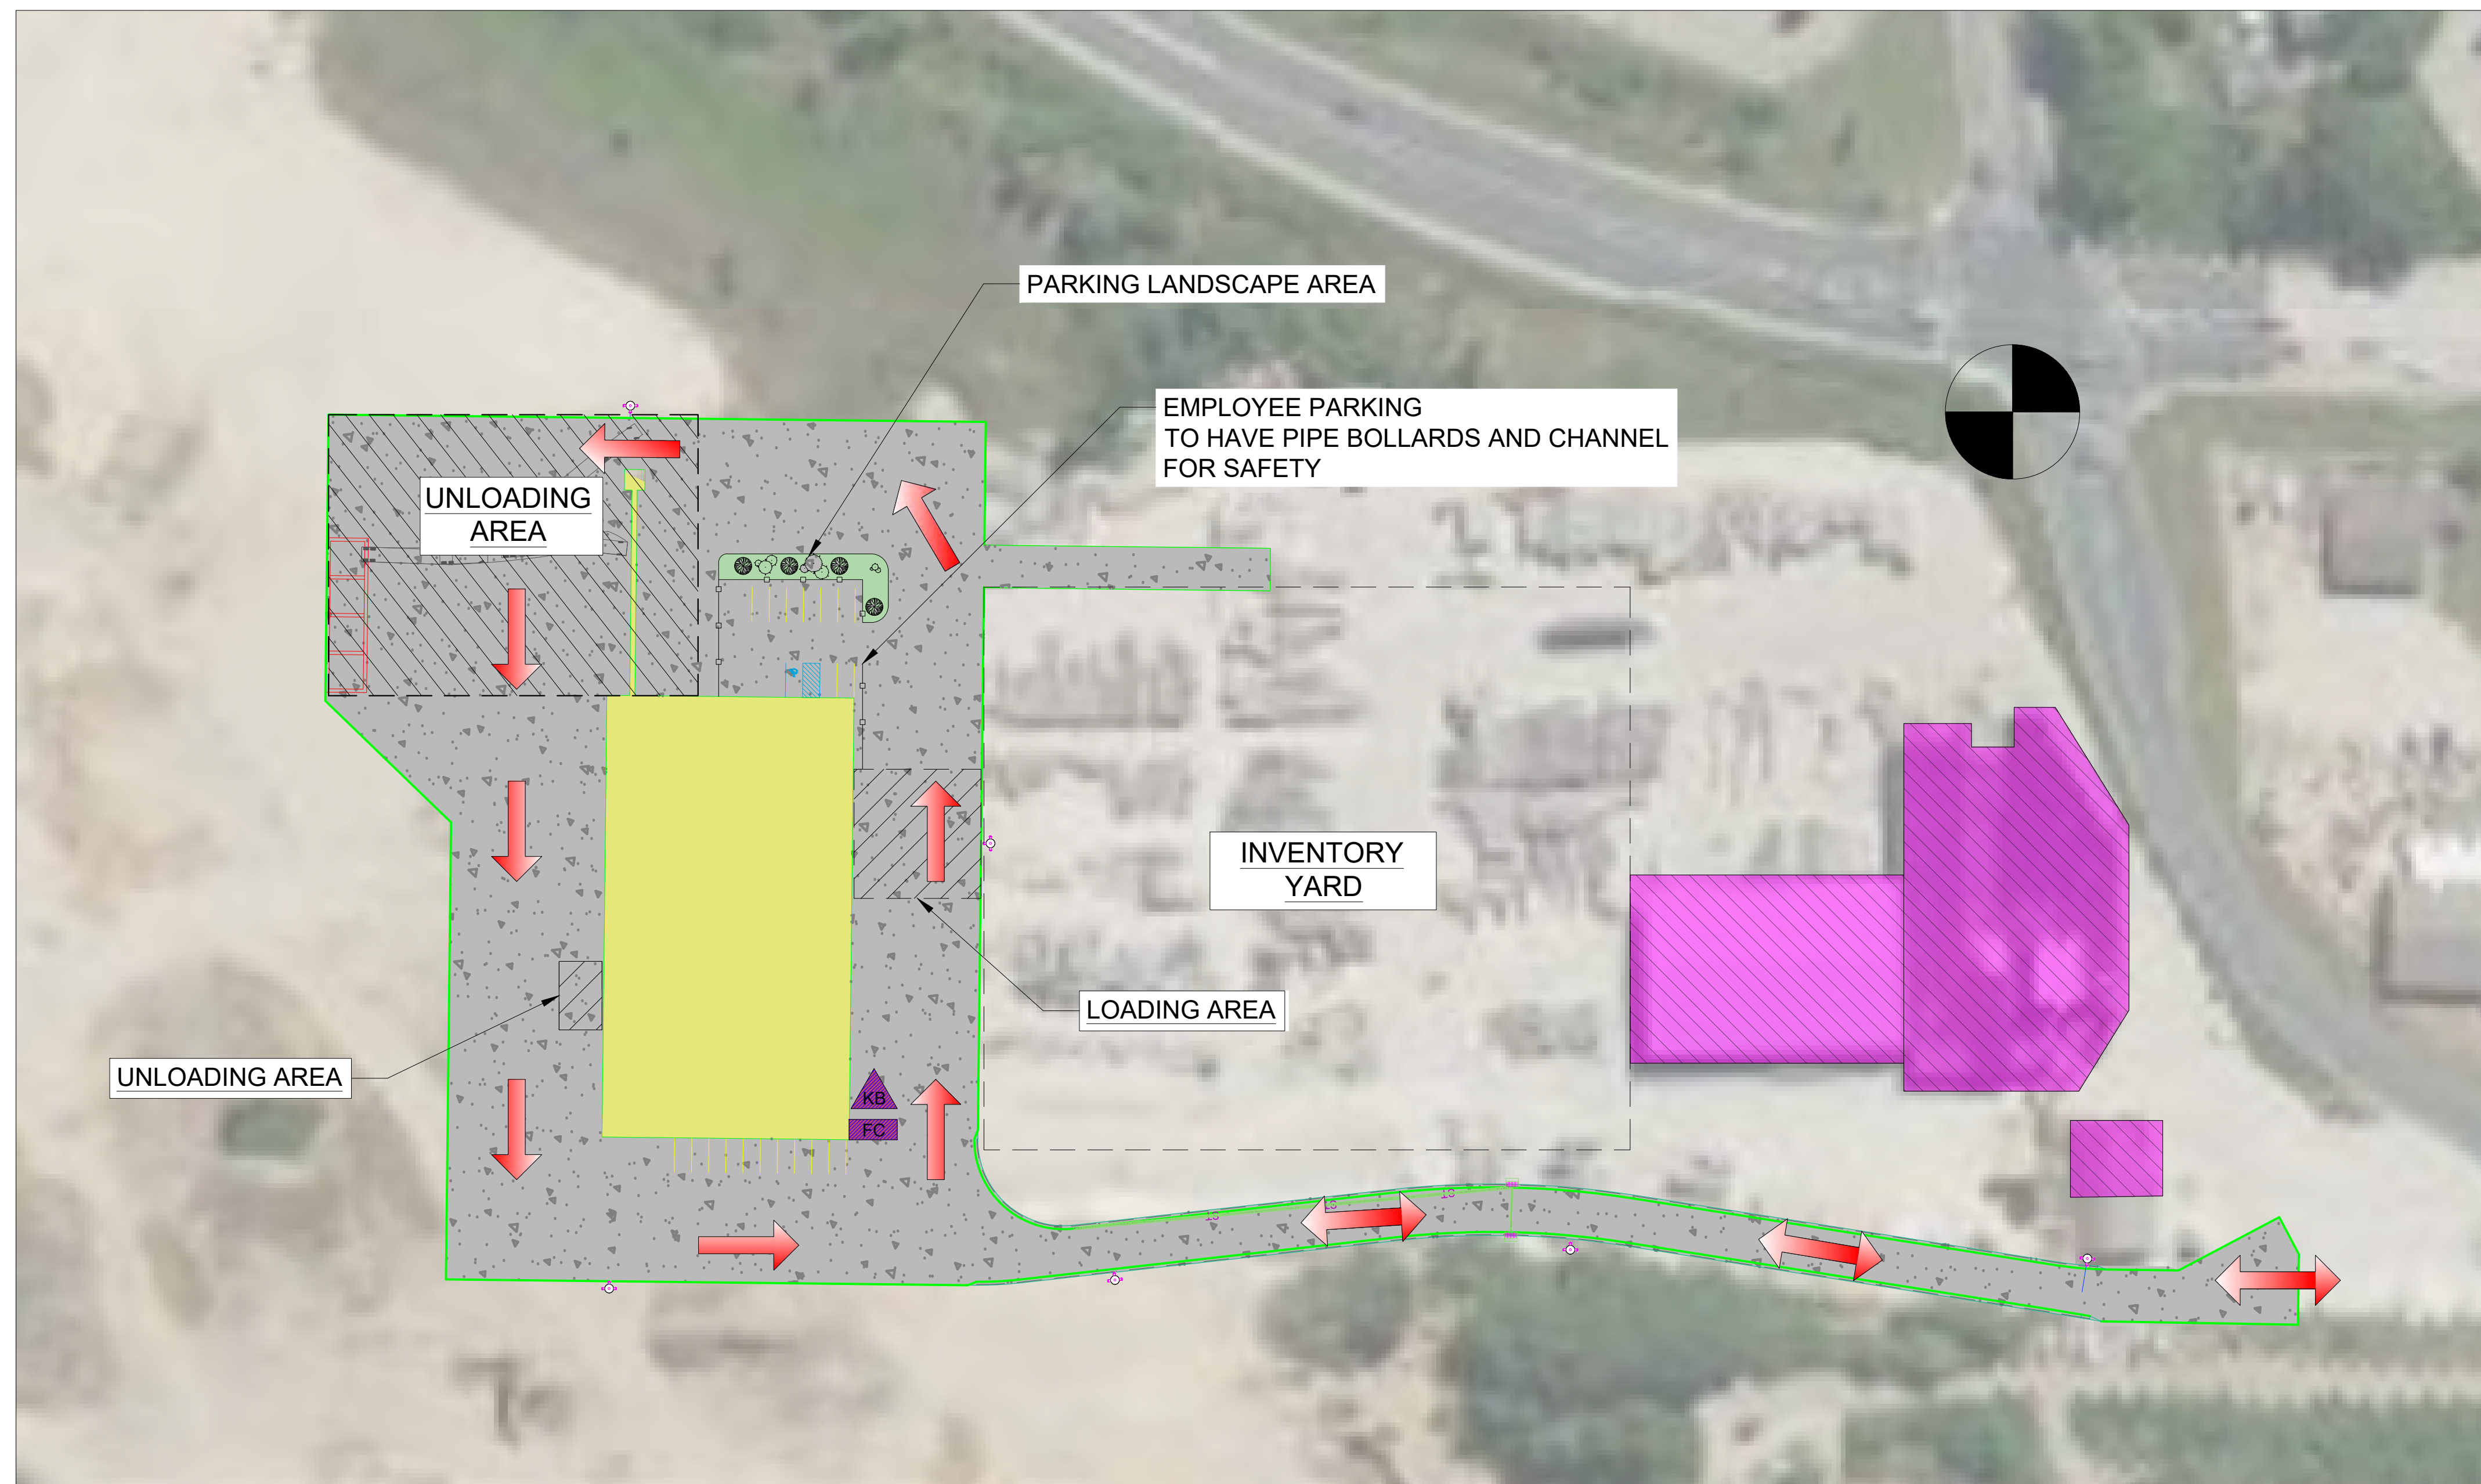 PARKING LANDSCAPE AREA
EMPLOYEE PARKING
TO HAVE PIPE BOLLARDS AND CHANNEL
FOR SAFETY
UNLOADING
AREA
INVENTORY
YARD
LOADING AREA
UNLOADING AREA
KB
FC